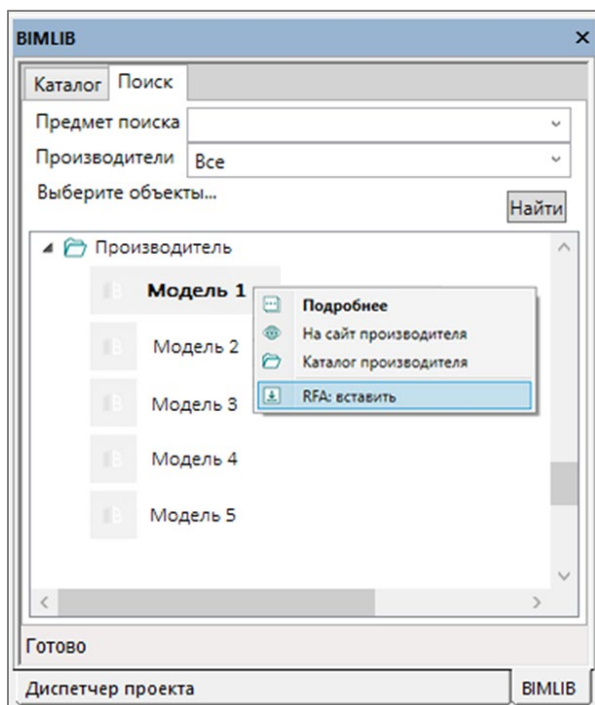 BIMLIB
Каталог Поиск
Предмет поиска
Производители Все
Выберите объекты...
Найти
Производитель
Модель 1
Подробнее
На сайт производителя
Модель 2
Каталог производителя
RFA: вставить
Модель 3
Модель 4
Модель 5
Готово
Диспетчер проекта BIMLIB